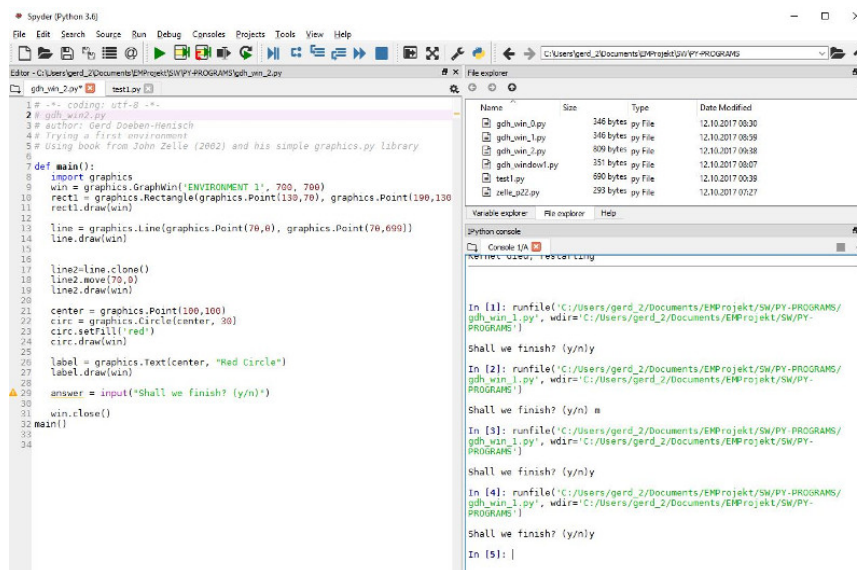 Spyder (Python 3.6)
File Edit Search Source Run Debug Consoles Projects Tools View Help
C:\Users\gerd_2\Documents\EMProjekt\SW\PY-PROGRAMS
Editor - C:\Users\gerd_2\Documents\EMProjekt\SW\PY-PROGRAMS\gdh_win_2.py
gdh_win_2.py* test1.py
1 # -*- coding: utf-8 -*-
2 # gdh_win2.py
3 # author: Gerd Doeben-Henisch
4 # Trying a first environment
5 # Using book from John Zelle (2002) and his simple graphics.py library
6
7 def main():
8 import graphics
9 win = graphics.GraphWin('ENVIRONMENT 1', 700, 700)
10 rect1 = graphics.Rectangle(graphics.Point(130,70), graphics.Point(190,130
11 rect1.draw(win)
12
13 line = graphics.Line(graphics.Point(70,0), graphics.Point(70,699))
14 line.draw(win)
15
16
17 line2=line.clone()
18 line2.move(70,0)
19 line2.draw(win)
20
21 center = graphics.Point(100,100)
22 circ = graphics.Circle(center, 30)
23 circ.setFill('red')
24 circ.draw(win)
25
26 label = graphics.Text(center, "Red Circle")
27 label.draw(win)
28
29 answer = input("Shall we finish? (y/n)")
30
31 win.close()
32 main()
33
34
File explorer
Name Size Type Date Modified
gdh_win_0.py 346 bytes py File 12.10.2017 08:30
gdh_win_1.py 346 bytes py File 12.10.2017 08:59
gdh_win_2.py 809 bytes py File 12.10.2017 09:38
gdh_window1.py 351 bytes py File 12.10.2017 08:07
test1.py 690 bytes py File 12.10.2017 00:39
zelle_p22.py 293 bytes py File 12.10.2017 07:27
Variable explorer File explorer Help
IPython console
Console 1/A
Kernel died, restarting
In [1]: runfile('C:/Users/gerd_2/Documents/EMProjekt/SW/PY-PROGRAMS/
gdh_win_1.py', wdir='C:/Users/gerd_2/Documents/EMProjekt/SW/PY-
PROGRAMS')
Shall we finish? (y/n)y
In [2]: runfile('C:/Users/gerd_2/Documents/EMProjekt/SW/PY-PROGRAMS/
gdh_win_1.py', wdir='C:/Users/gerd_2/Documents/EMProjekt/SW/PY-
PROGRAMS')
Shall we finish? (y/n) m
In [3]: runfile('C:/Users/gerd_2/Documents/EMProjekt/SW/PY-PROGRAMS/
gdh_win_1.py', wdir='C:/Users/gerd_2/Documents/EMProjekt/SW/PY-
PROGRAMS')
Shall we finish? (y/n)y
In [4]: runfile('C:/Users/gerd_2/Documents/EMProjekt/SW/PY-PROGRAMS/
gdh_win_1.py', wdir='C:/Users/gerd_2/Documents/EMProjekt/SW/PY-
PROGRAMS')
Shall we finish? (y/n)y
In [5]: